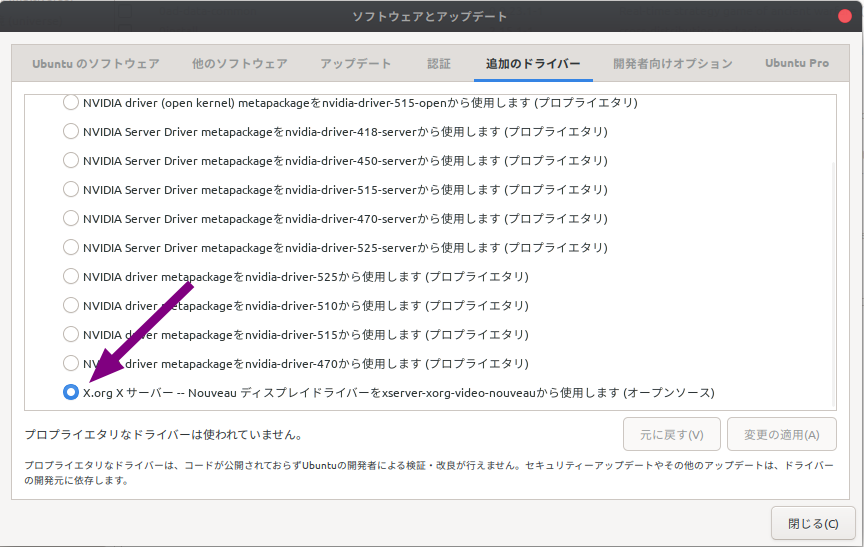 ソフトウェアとアップデート
Ubuntu のソフトウェア 他のソフトウェア アップデート 認証 追加のドライバー 開発者向けオプション Ubuntu Pro
NVIDIA driver (open kernel) metapackageをnvidia-driver-515-openから使用します (プロプライエタリ)
NVIDIA Server Driver metapackageをnvidia-driver-418-serverから使用します (プロプライエタリ)
NVIDIA Server Driver metapackageをnvidia-driver-450-serverから使用します (プロプライエタリ)
NVIDIA Server Driver metapackageをnvidia-driver-515-serverから使用します (プロプライエタリ)
NVIDIA Server Driver metapackageをnvidia-driver-470-serverから使用します (プロプライエタリ)
NVIDIA Server Driver metapackageをnvidia-driver-525-serverから使用します (プロプライエタリ)
NVIDIA driver metapackageをnvidia-driver-525から使用します (プロプライエタリ)
NVIDIA driver metapackageをnvidia-driver-510から使用します (プロプライエタリ)
NVIDIA driver metapackageをnvidia-driver-515から使用します (プロプライエタリ)
NVIDIA driver metapackageをnvidia-driver-470から使用します (プロプライエタリ)
X.org X サーバー -- Nouveau ディスプレイドライバーをxserver-xorg-video-nouveauから使用します (オープンソース)
プロプライエタリなドライバーは使われていません。 元に戻す(V) 変更の適用(A)
プロプライエタリなドライバーは、コードが公開されておらずUbuntuの開発者による検証・改良が行えません。セキュリティーアップデートやその他のアップデートは、ドライバー
の開発元に依存します。
閉じる(C)